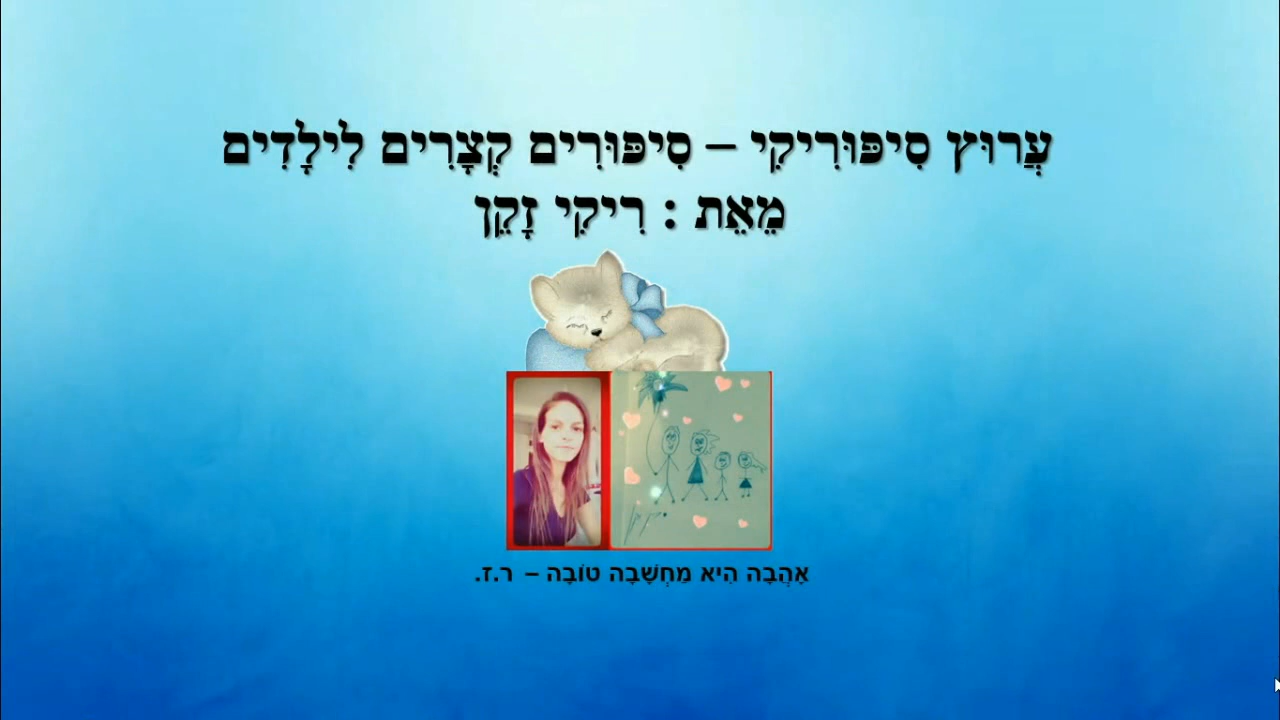 עֲרוּץ סִיפּוּרִיקִי – סִיפּוּרִים קְצָרִים לִילָדִים
מֵאֵת : רִיקִי זָקֵן
אַהֲבָה הִיא מַחְשָׁבָה טוֹבָה – ר.ז.